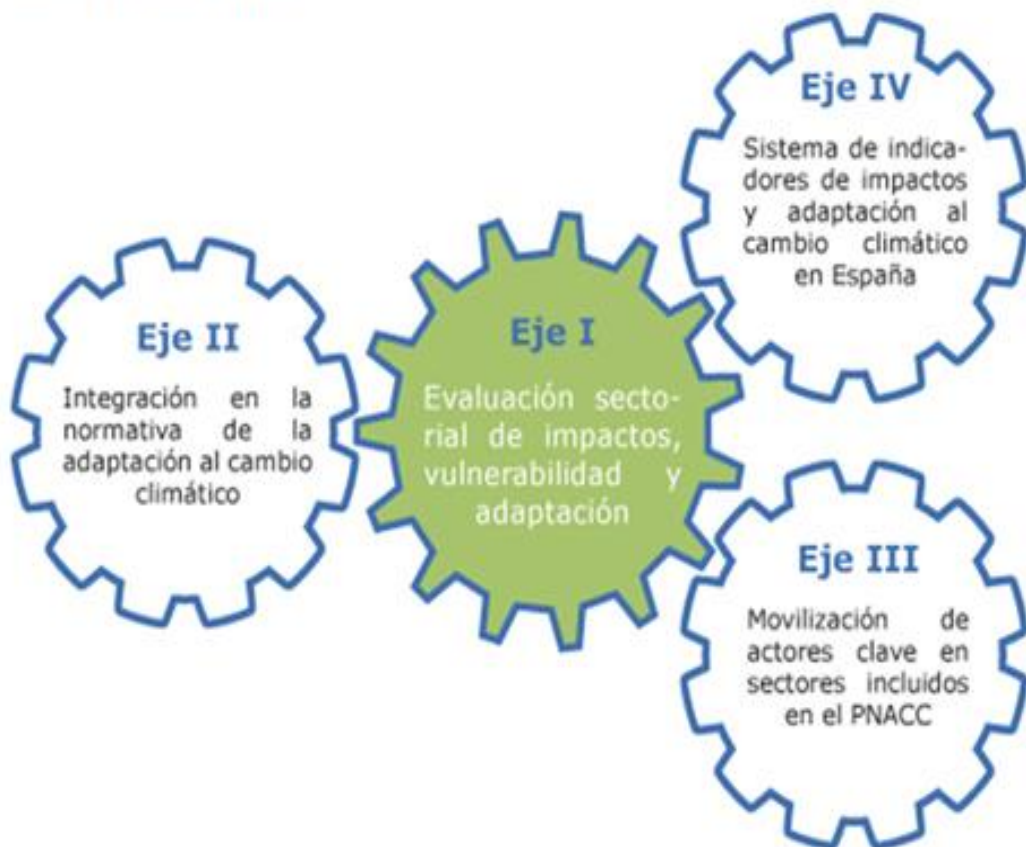 Eje IV
Sistema de indica-
dores de impactos
y adaptación al
cambio climático
en España
Eje II
Integración en la
normativa de la
adaptación al cambio
climático
Eje I
Evaluación secto-
rial de impactos,
vulnerabilidad y
adaptación
Eje III
Movilización de
actores clave en
sectores incluidos
en el PNACC